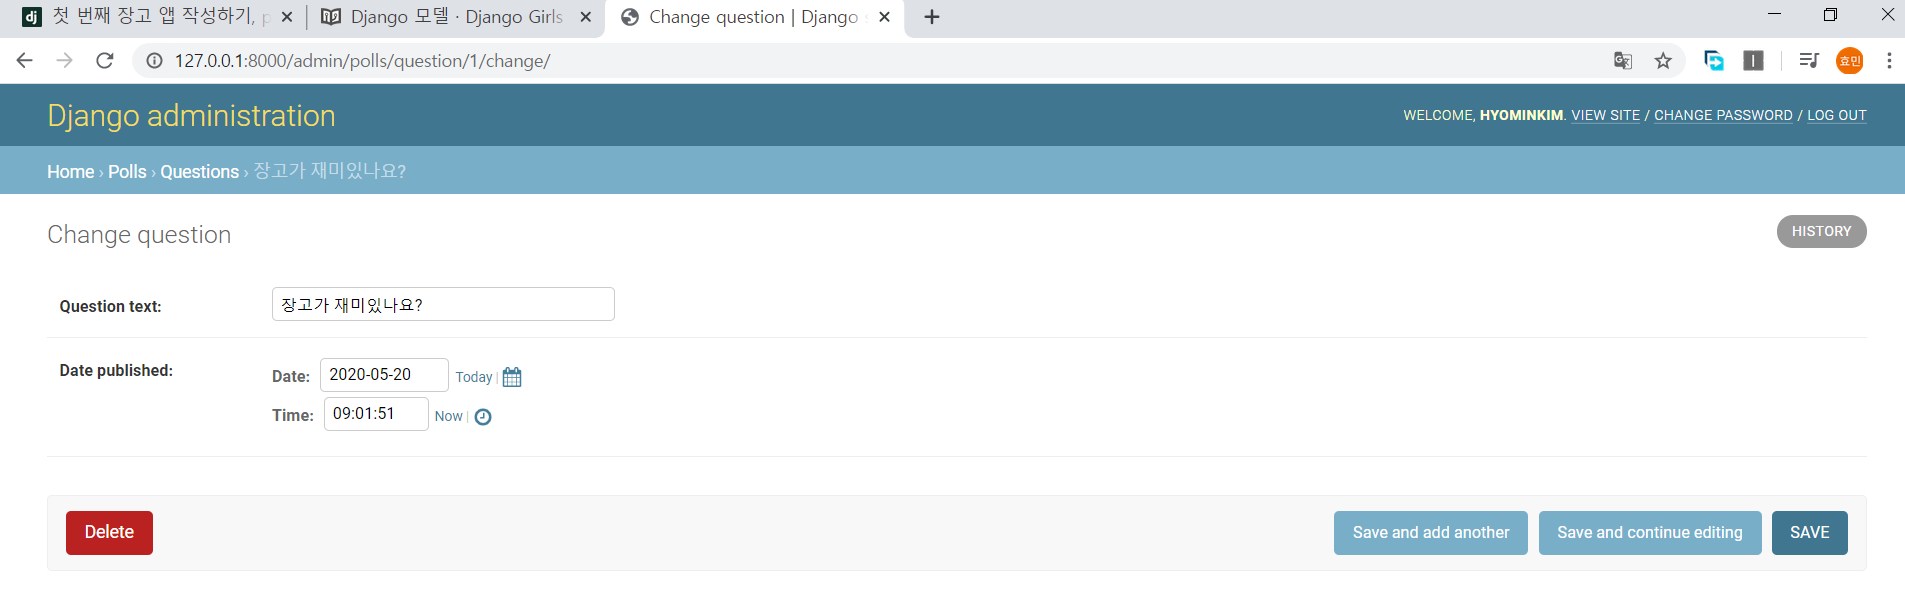 dj 첫 번째 장고 앱 작성하기, p
Django 모델 · Django Girls
Change question | Django
127.0.0.1:8000/admin/polls/question/1/change/
효민
Django administration
WELCOME, HYOMINKIM. VIEW SITE / CHANGE PASSWORD / LOG OUT
Home › Polls › Questions › 장고가 재미있나요?
Change question
HISTORY
Question text: 장고가 재미있나요?
Date published: Date: 2020-05-20 Today |
Time: 09:01:51 Now |
Delete
Save and add another
Save and continue editing
SAVE